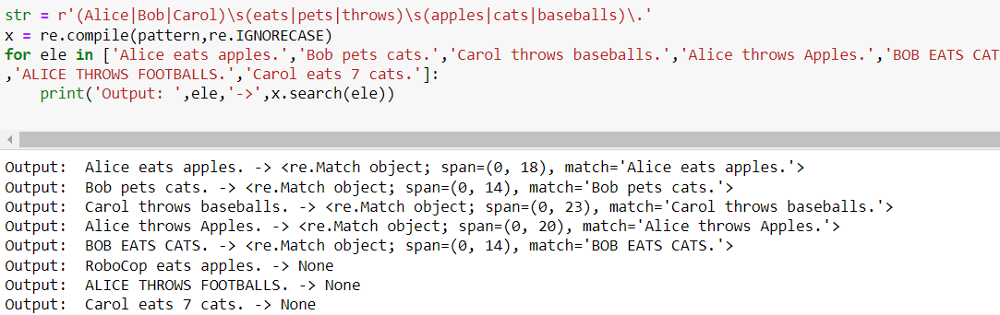 str = r'(Alice|Bob|Carol)\s(eats|pets|throws)\s(apples|cats|baseballs)\.'
x = re.compile(pattern,re.IGNORECASE)
for ele in ['Alice eats apples.','Bob pets cats.','Carol throws baseballs.','Alice throws Apples.','BOB EATS CAT
,'ALICE THROWS FOOTBALLS.','Carol eats 7 cats.']:
    print('Output: ',ele,'->',x.search(ele))
Output:  Alice eats apples. -> <re.Match object; span=(0, 18), match='Alice eats apples.'>
Output:  Bob pets cats. -> <re.Match object; span=(0, 14), match='Bob pets cats.'>
Output:  Carol throws baseballs. -> <re.Match object; span=(0, 23), match='Carol throws baseballs.'>
Output:  Alice throws Apples. -> <re.Match object; span=(0, 20), match='Alice throws Apples.'>
Output:  BOB EATS CATS. -> <re.Match object; span=(0, 14), match='BOB EATS CATS.'>
Output:  RoboCop eats apples. -> None
Output:  ALICE THROWS FOOTBALLS. -> None
Output:  Carol eats 7 cats. -> None